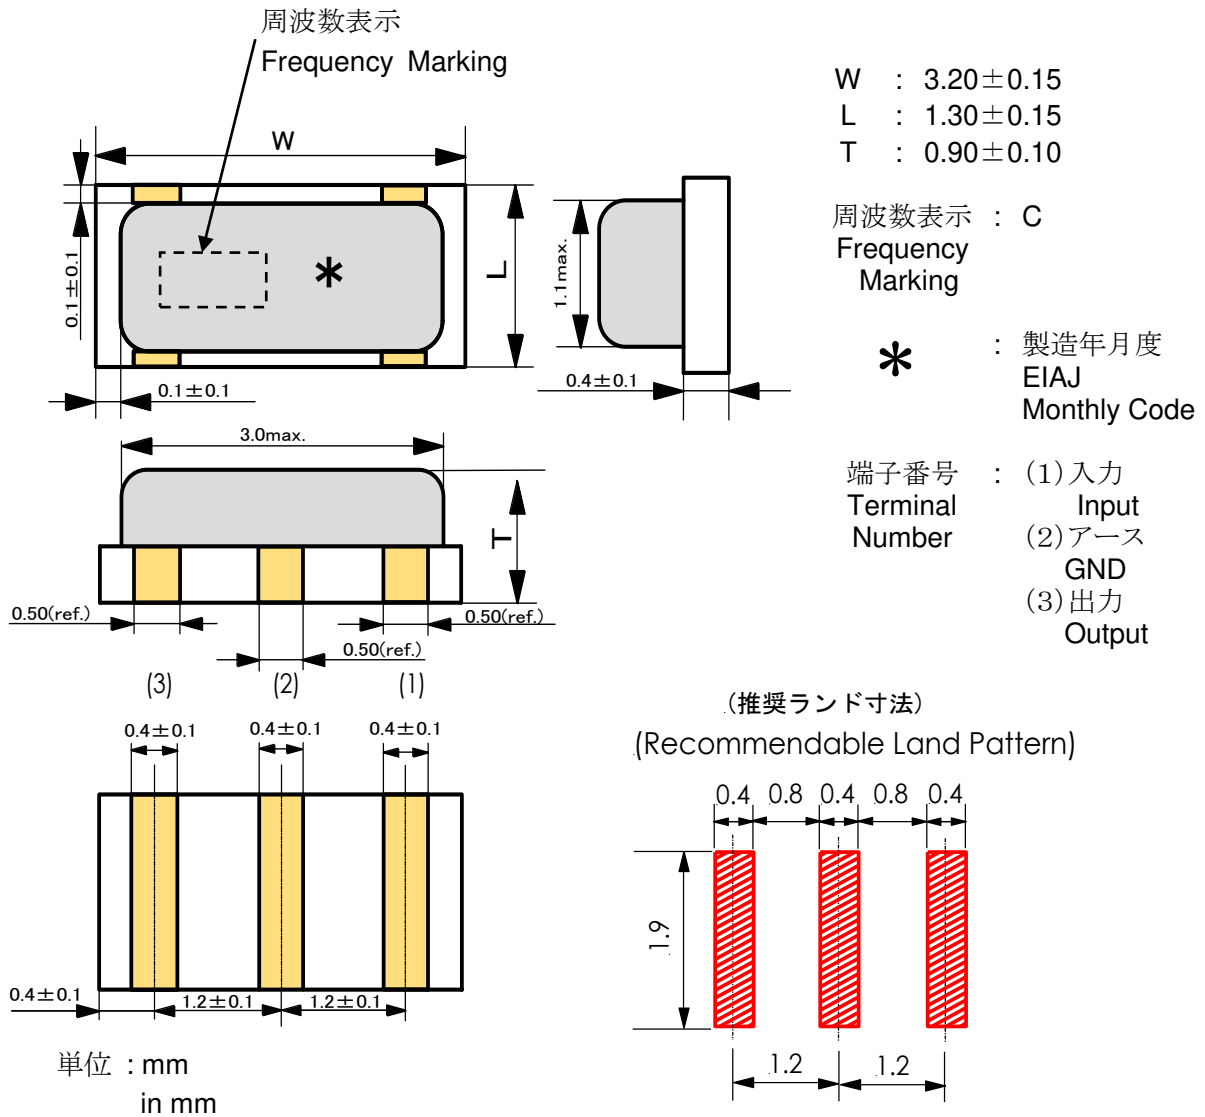 周波数表示
Frequency Marking
W
0.1±0.1
L
0.1±0.1
1.1max.
0.4±0.1
W : 3.20±0.15
L : 1.30±0.15
T : 0.90±0.10
周波数表示 : C
Frequency
Marking
* : 製造年月度
EIAJ
Monthly Code
端子番号 : (1)入力
Terminal Input
Number (2)アース
GND
(3)出力
Output
3.0max.
T
0.50(ref.)
0.50(ref.)
0.50(ref.)
(3) (2) (1)
0.4±0.1 0.4±0.1 0.4±0.1
0.4±0.1 1.2±0.1 1.2±0.1
単位 : mm
in mm
(推奨ランド寸法)
(Recommendable Land Pattern)
0.4 0.8 0.4 0.8 0.4
1.9
1.2 1.2